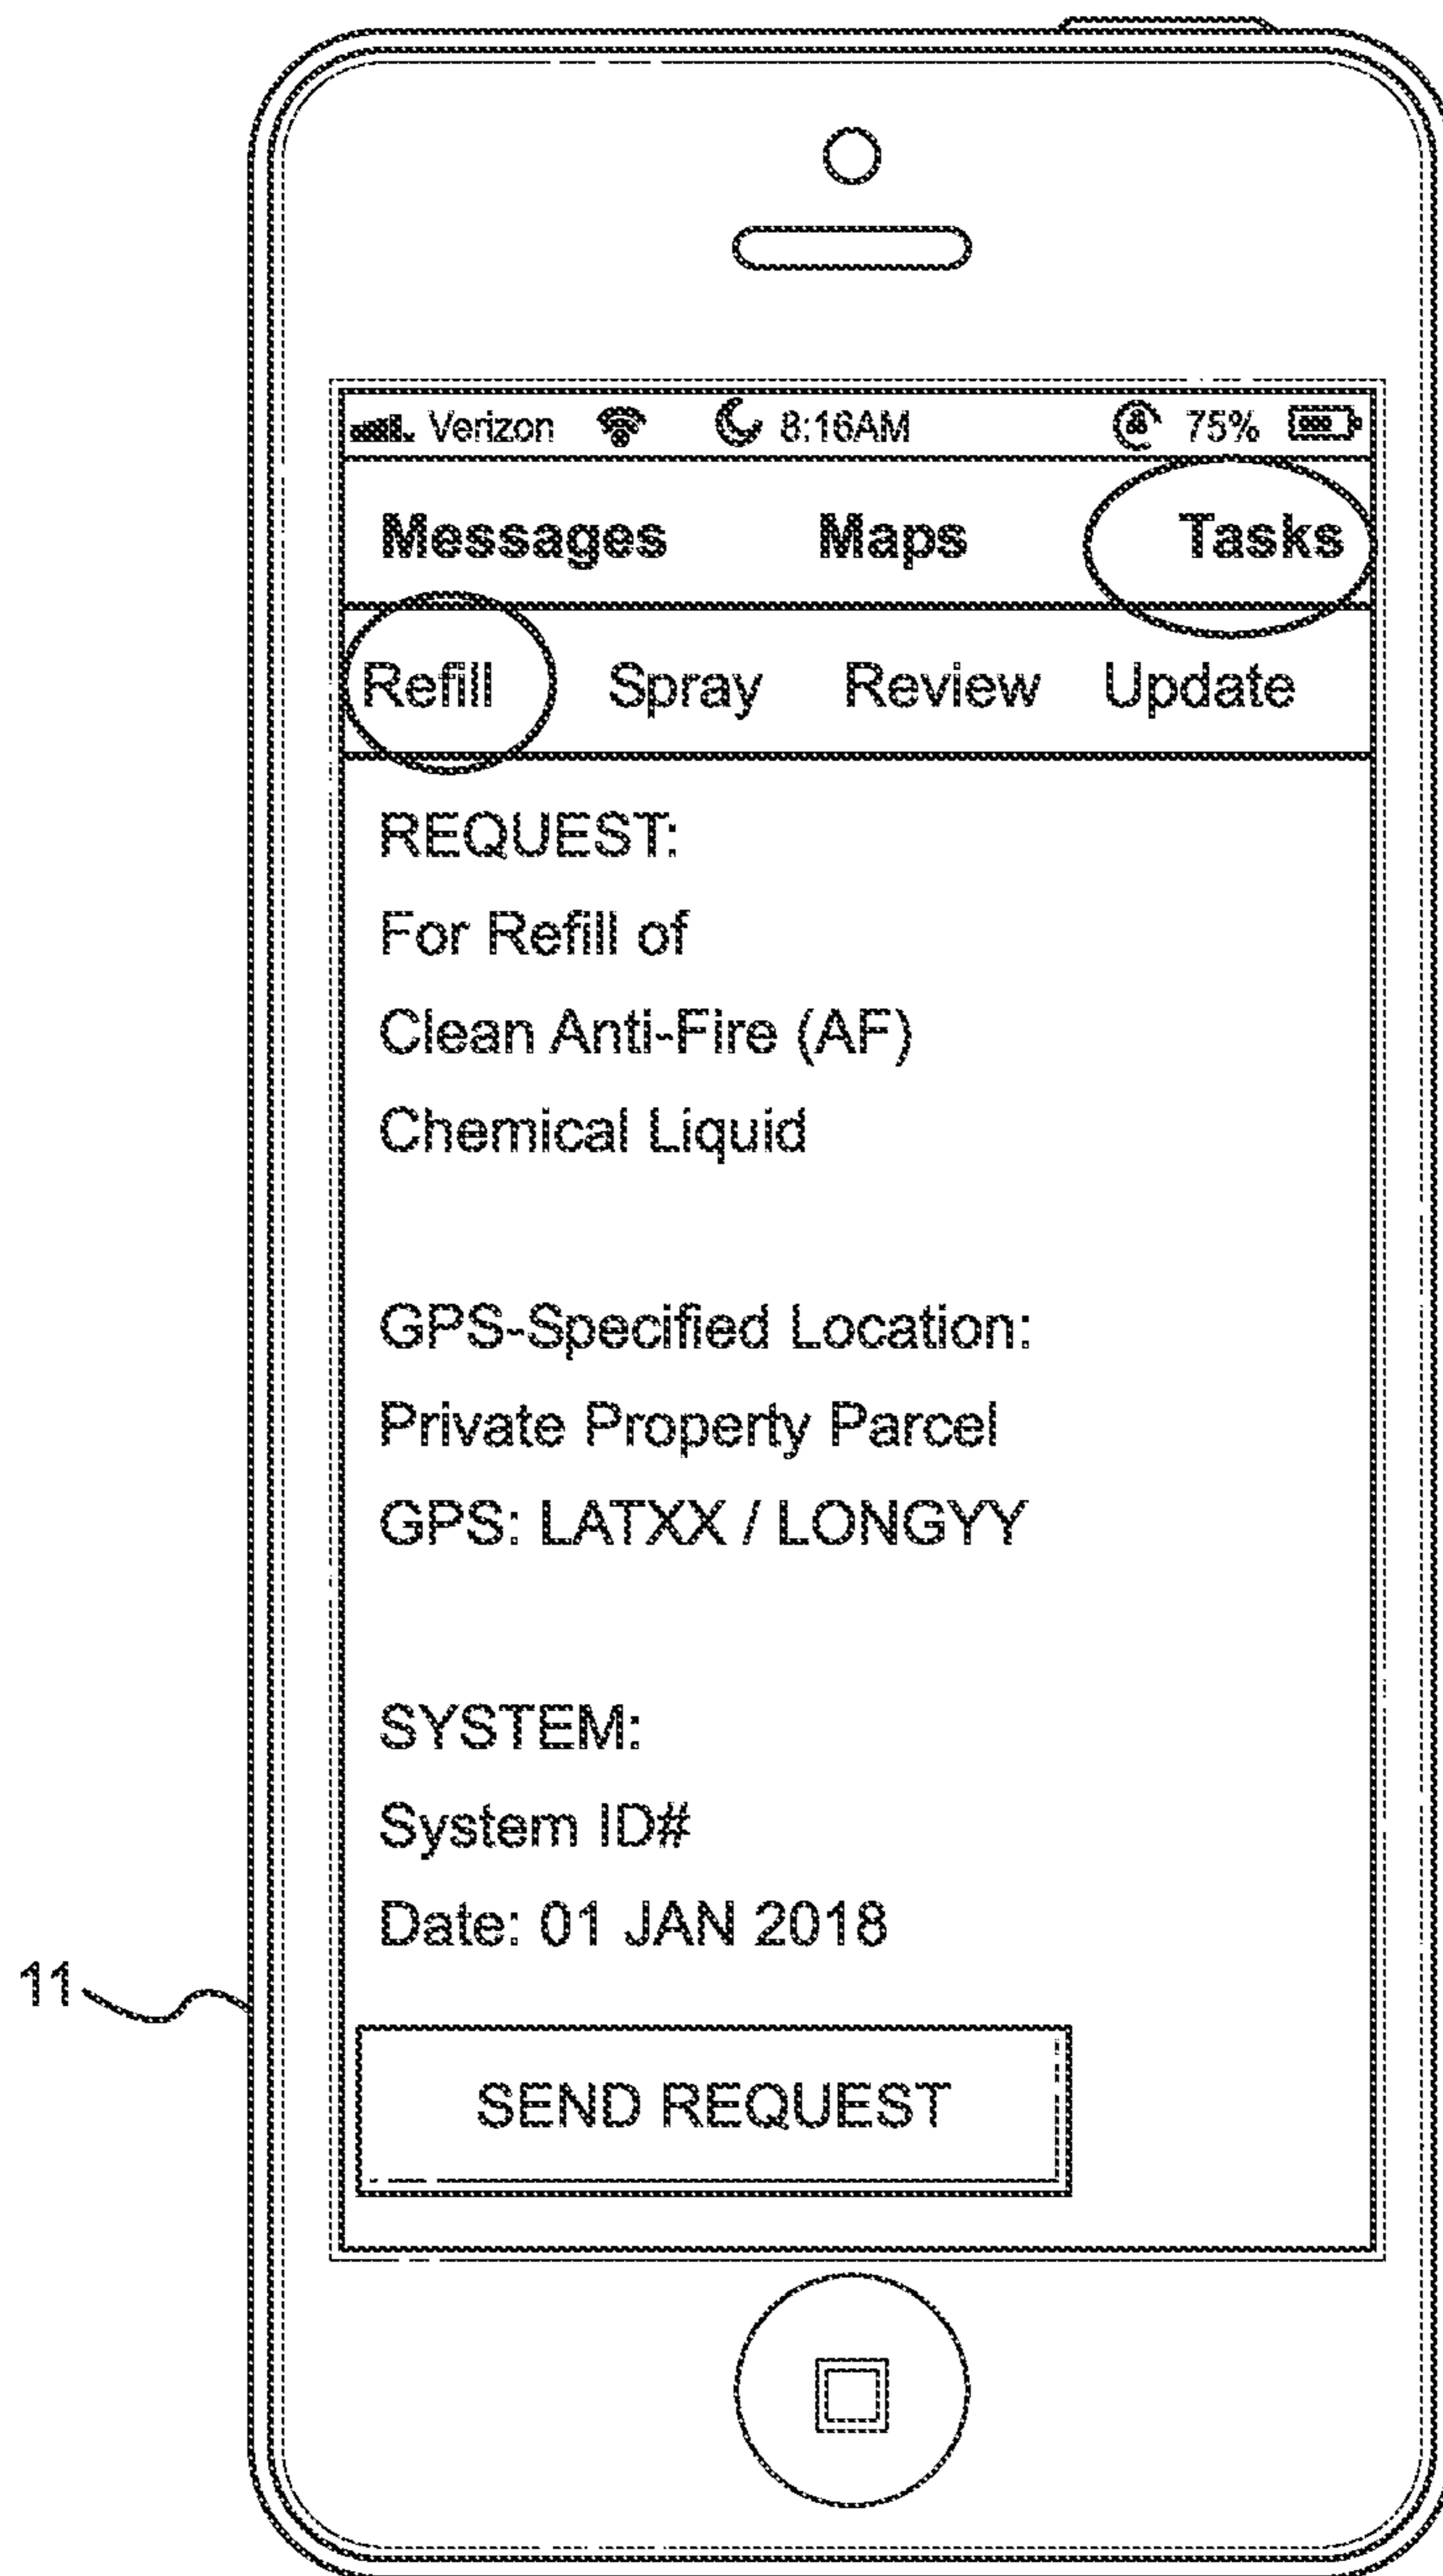 Verizon 8:16AM 75%
Messages Maps Tasks
Refill Spray Review Update
REQUEST:
For Refill of
Clean Anti-Fire (AF)
Chemical Liquid
GPS-Specified Location:
Private Property Parcel
GPS: LATXX / LONGYY
SYSTEM:
System ID#
Date: 01 JAN 2018
11
SEND REQUEST